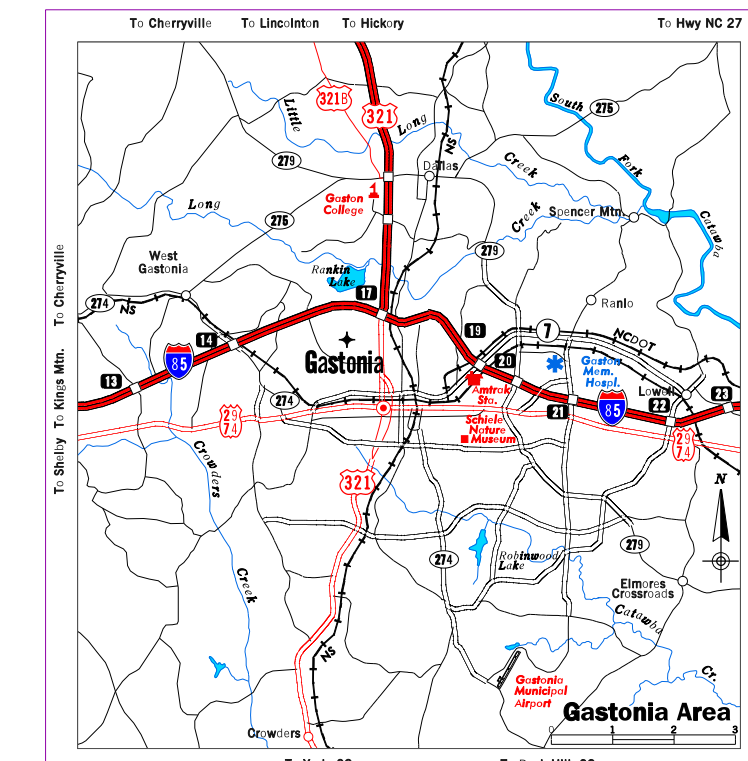 To Cherryville To Lincolnton To Hickory To Hwy NC 27
321B
321
Little
Long
NS
South
275
Fork
279
Dallas
Creek
Gaston
College
Long
275
Creek
Spencer Mtn.
Catawba
To Cherryville
West
Gastonia
279
Rankin
Lake
17
Ranlo
274
NS
14
19
7
NCDOT
85
Gastonia
20
Gaston
Mem.
Hospl.
13
Amtrak
Sta.
Lowell
23
To Shelby To Kings Mtn.
274
21
85
22
29
74
Schiele
Nature
Museum
29
74
Crowders
321
N
274
Robinwood
Lake
279
Creek
Elmores
Crossroads
Catawba
NS
Cr.
Gastonia
Municipal
Airport
Gastonia Area
Crowders
0 1 2 3